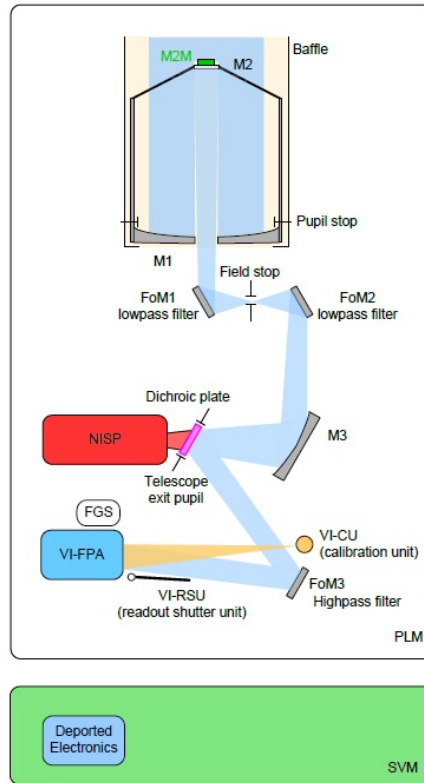 Baffle
M2M
M2
Pupil stop
M1
Field stop
FoM1
lowpass filter
FoM2
lowpass filter
Dichroic plate
NISP
M3
Telescope
exit pupil
FGS
VI-FPA
VI-CU
(calibration unit)
VI-RSU
(readout shutter unit)
FoM3
Highpass filter
PLM
Deported
Electronics
SVM